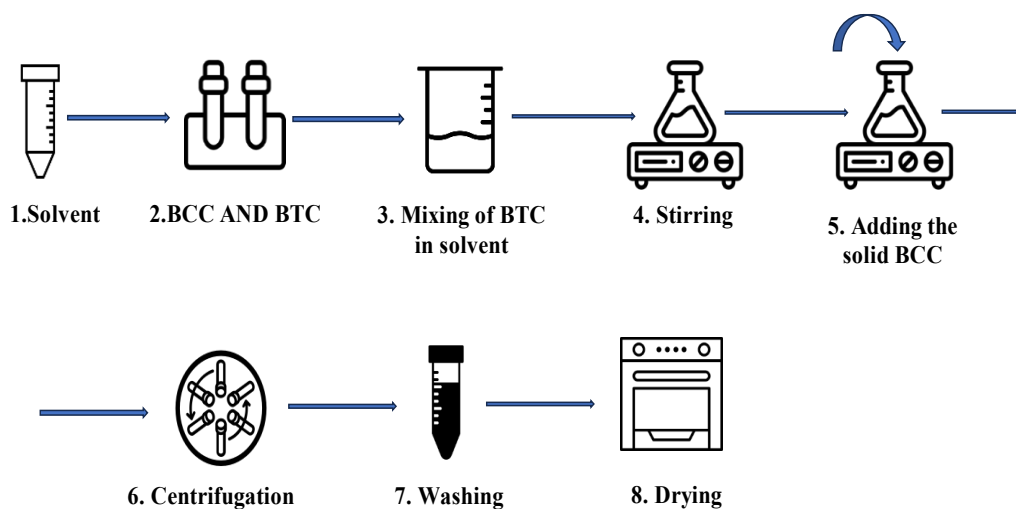 1.Solvent
2.BCC AND BTC
3. Mixing of BTC
in solvent
4. Stirring
5. Adding the
solid BCC
6. Centrifugation
7. Washing
8. Drying